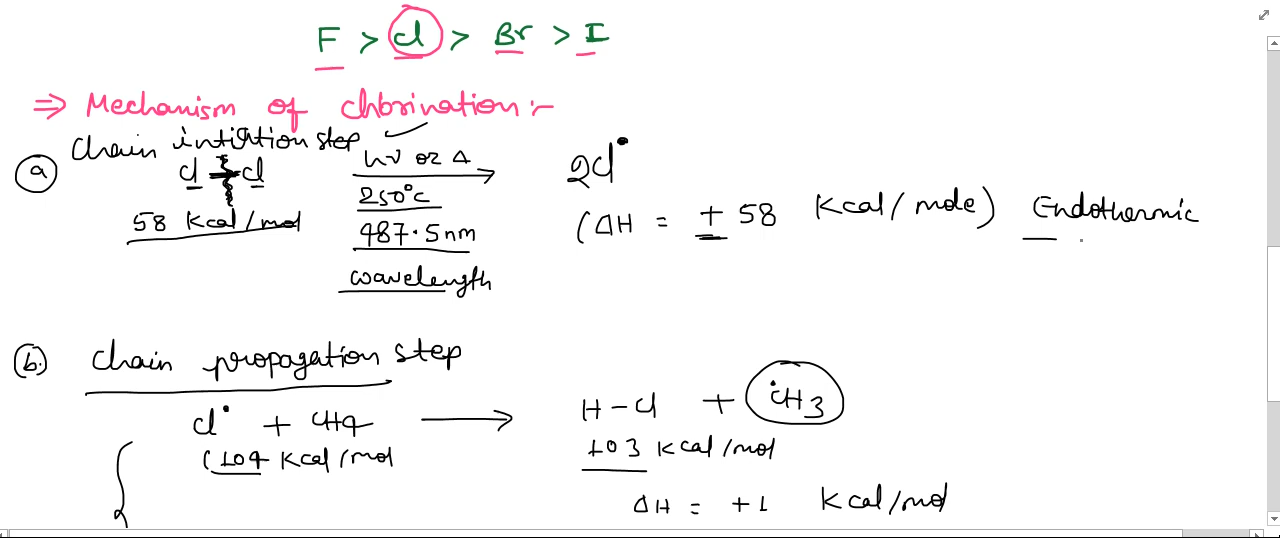 F > Cl > Br > I
⇒ Mechanism of chlorination :-
(a) Chain intiation step ✓
Cl-Cl hν or Δ → 2Cl•
58 Kcal/mol 250°C (ΔH = + 58 Kcal/mole) Endothermic
487.5nm
wavelength
(b.) Chain propagation step
Cl• + CH4 → H-Cl + •CH3
(104 Kcal/mol 103 Kcal/mol
ΔH = +1 Kcal/mol